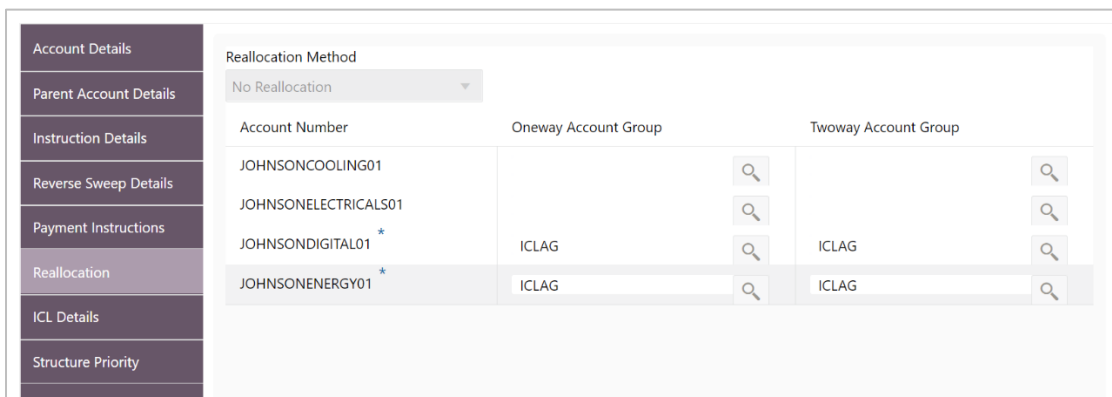 Account Details
Parent Account Details
Instruction Details
Reverse Sweep Details
Payment Instructions
Reallocation
ICL Details
Structure Priority
Reallocation Method
No Reallocation
Account Number Oneway Account Group Twoway Account Group
JOHNSONCOOLING01
JOHNSONELECTRICALS01
JOHNSONDIGITAL01 * ICLAG ICLAG
JOHNSONENERGY01 * ICLAG ICLAG